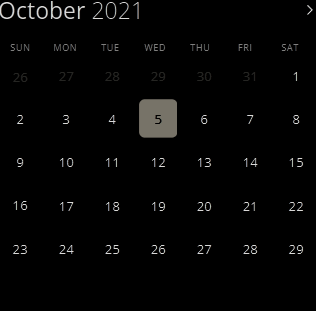 October 2021
SUN MON TUE WED THU FRI SAT
26 27 28 29 30 31 1
2 3 4 5 6 7 8
9 10 11 12 13 14 15
16 17 18 19 20 21 22
23 24 25 26 27 28 29